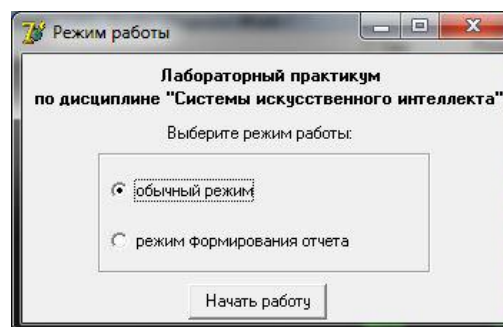 Режим работы
Лабораторный практикум
по дисциплине "Системы искусственного интеллекта"
Выберите режим работы:
обычный режим
режим формирования отчета
Начать работу